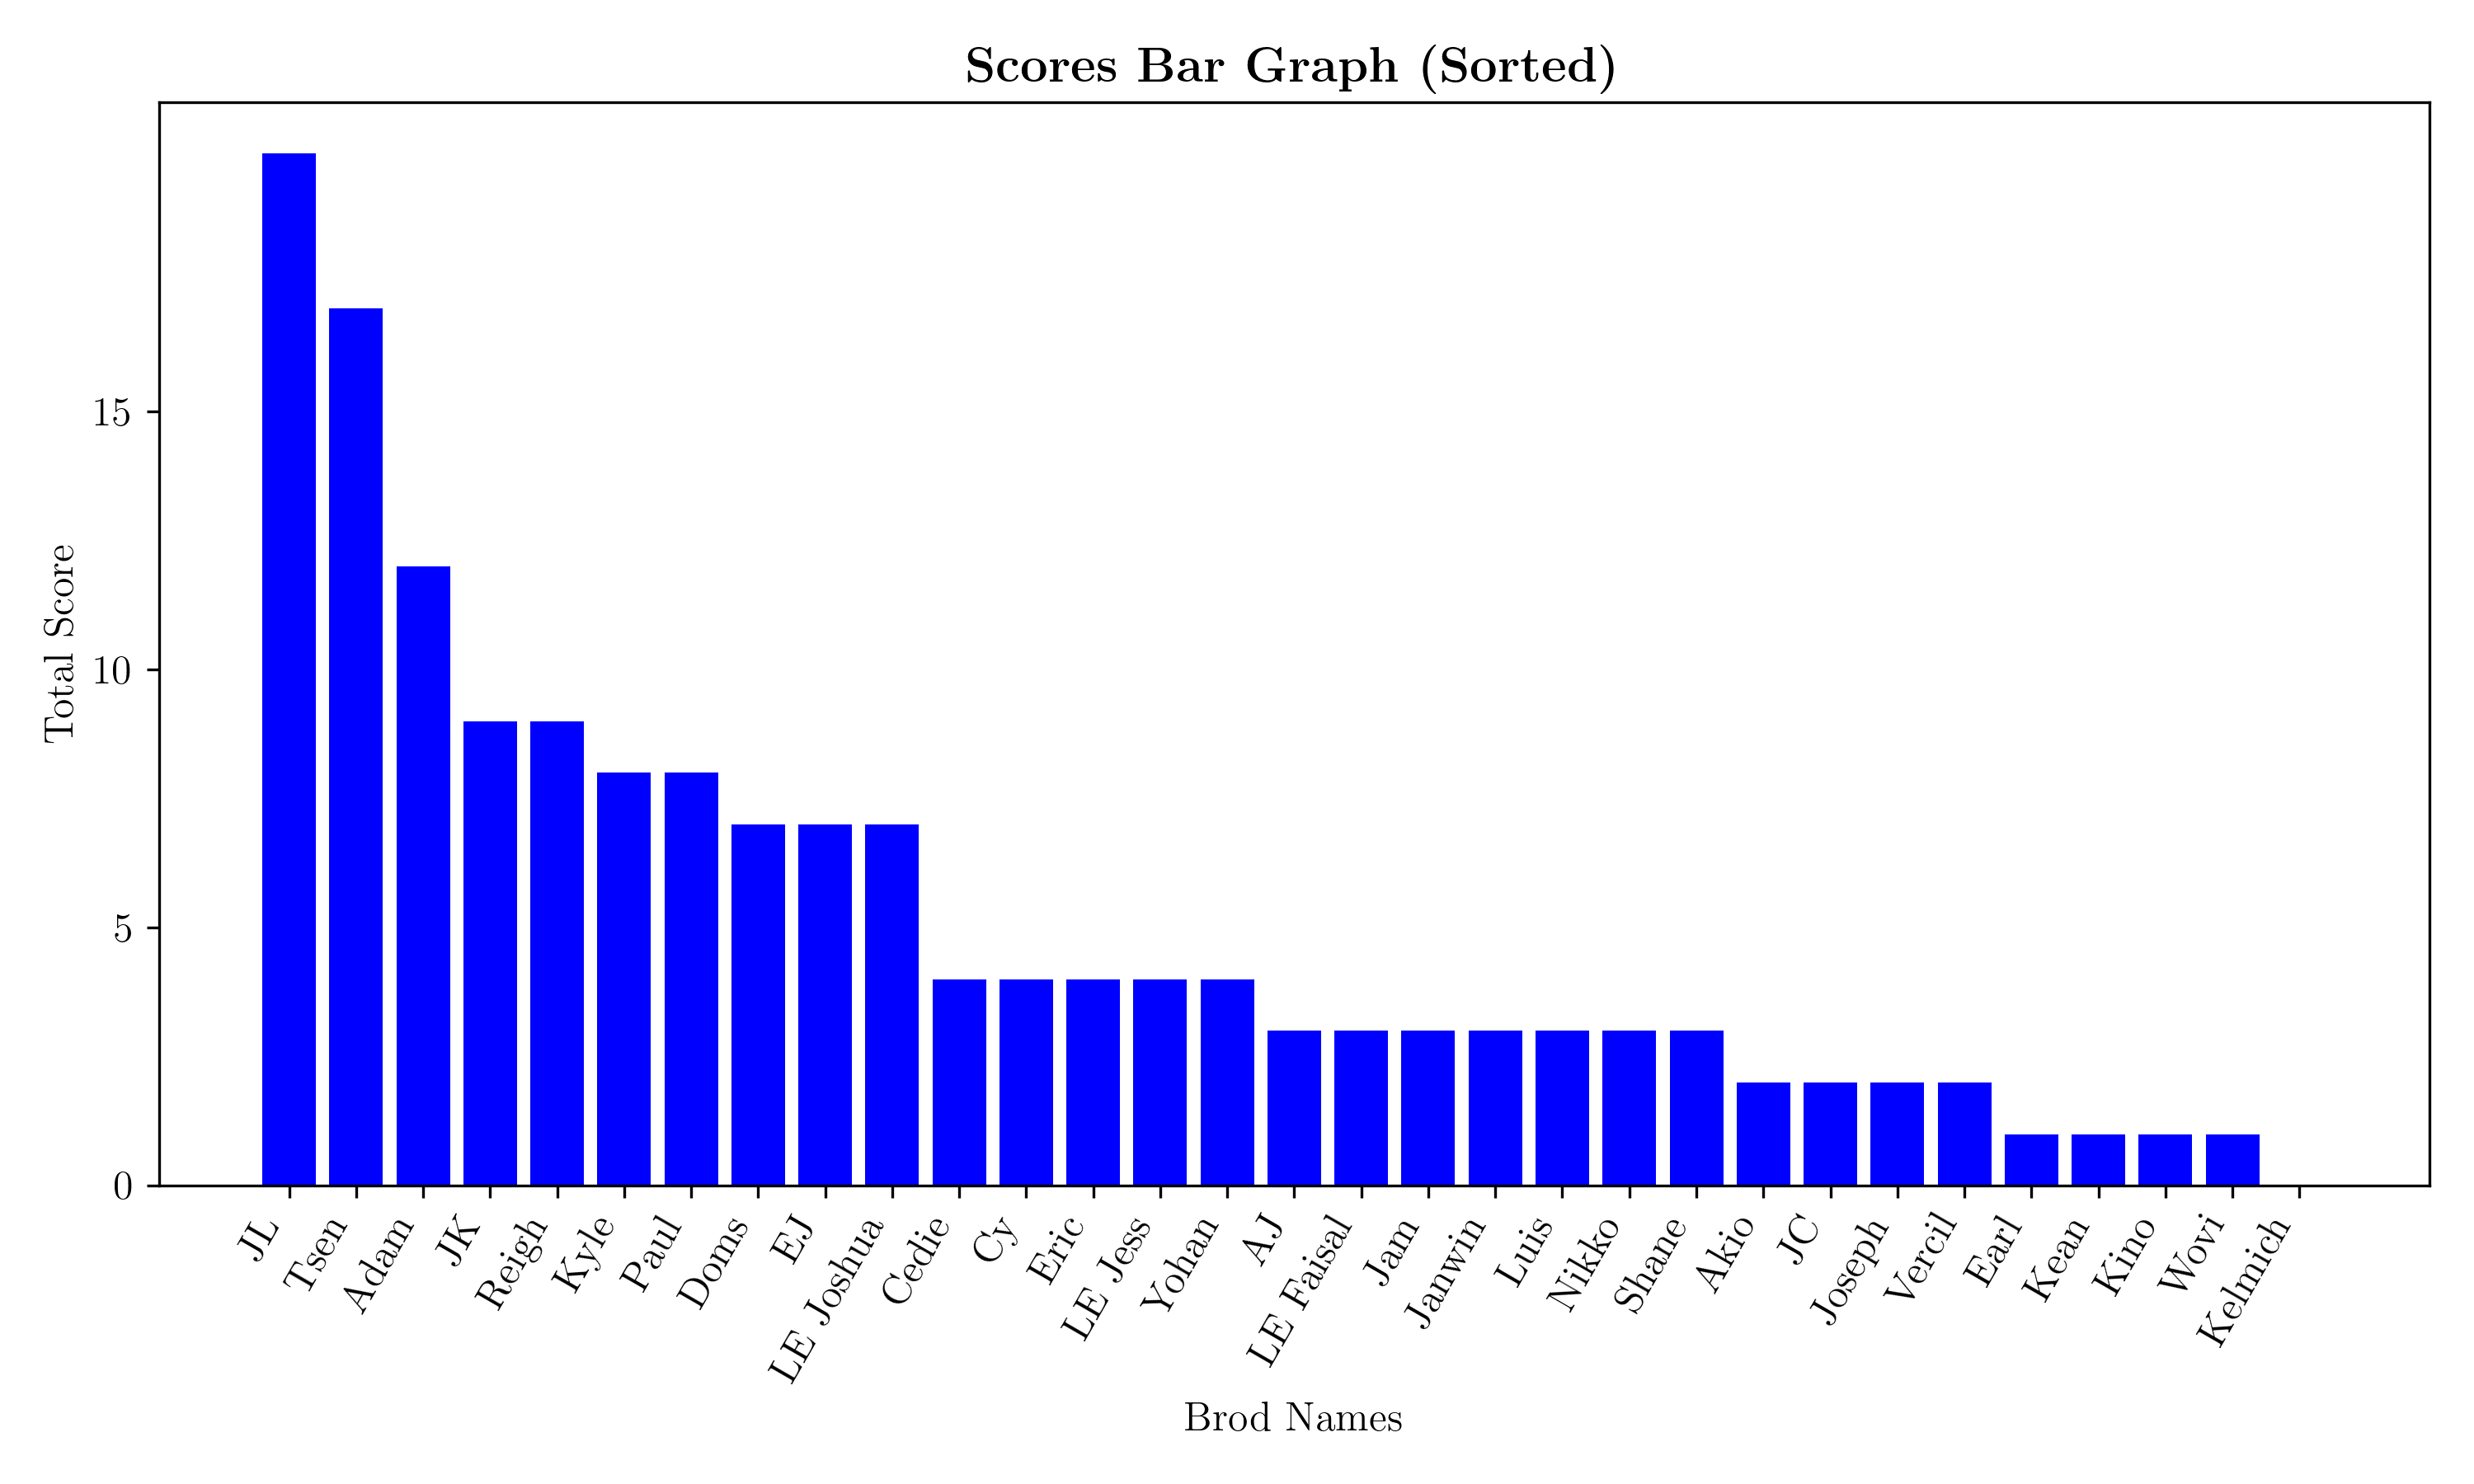 Scores Bar Graph (Sorted)
Total Score
15
10
5
0
JL
Tsen
Adam
JK
Reigh
Kyle
Paul
Doms
EJ
LE Joshua
Cedie
Cy
Eric
LE Jess
Yohan
AJ
LE Faisal
Jam
Janwin
Luis
Nikko
Shane
Akio
JC
Joseph
Vercil
Earl
Kean
Kino
Wovi
Kelmich
Brod Names